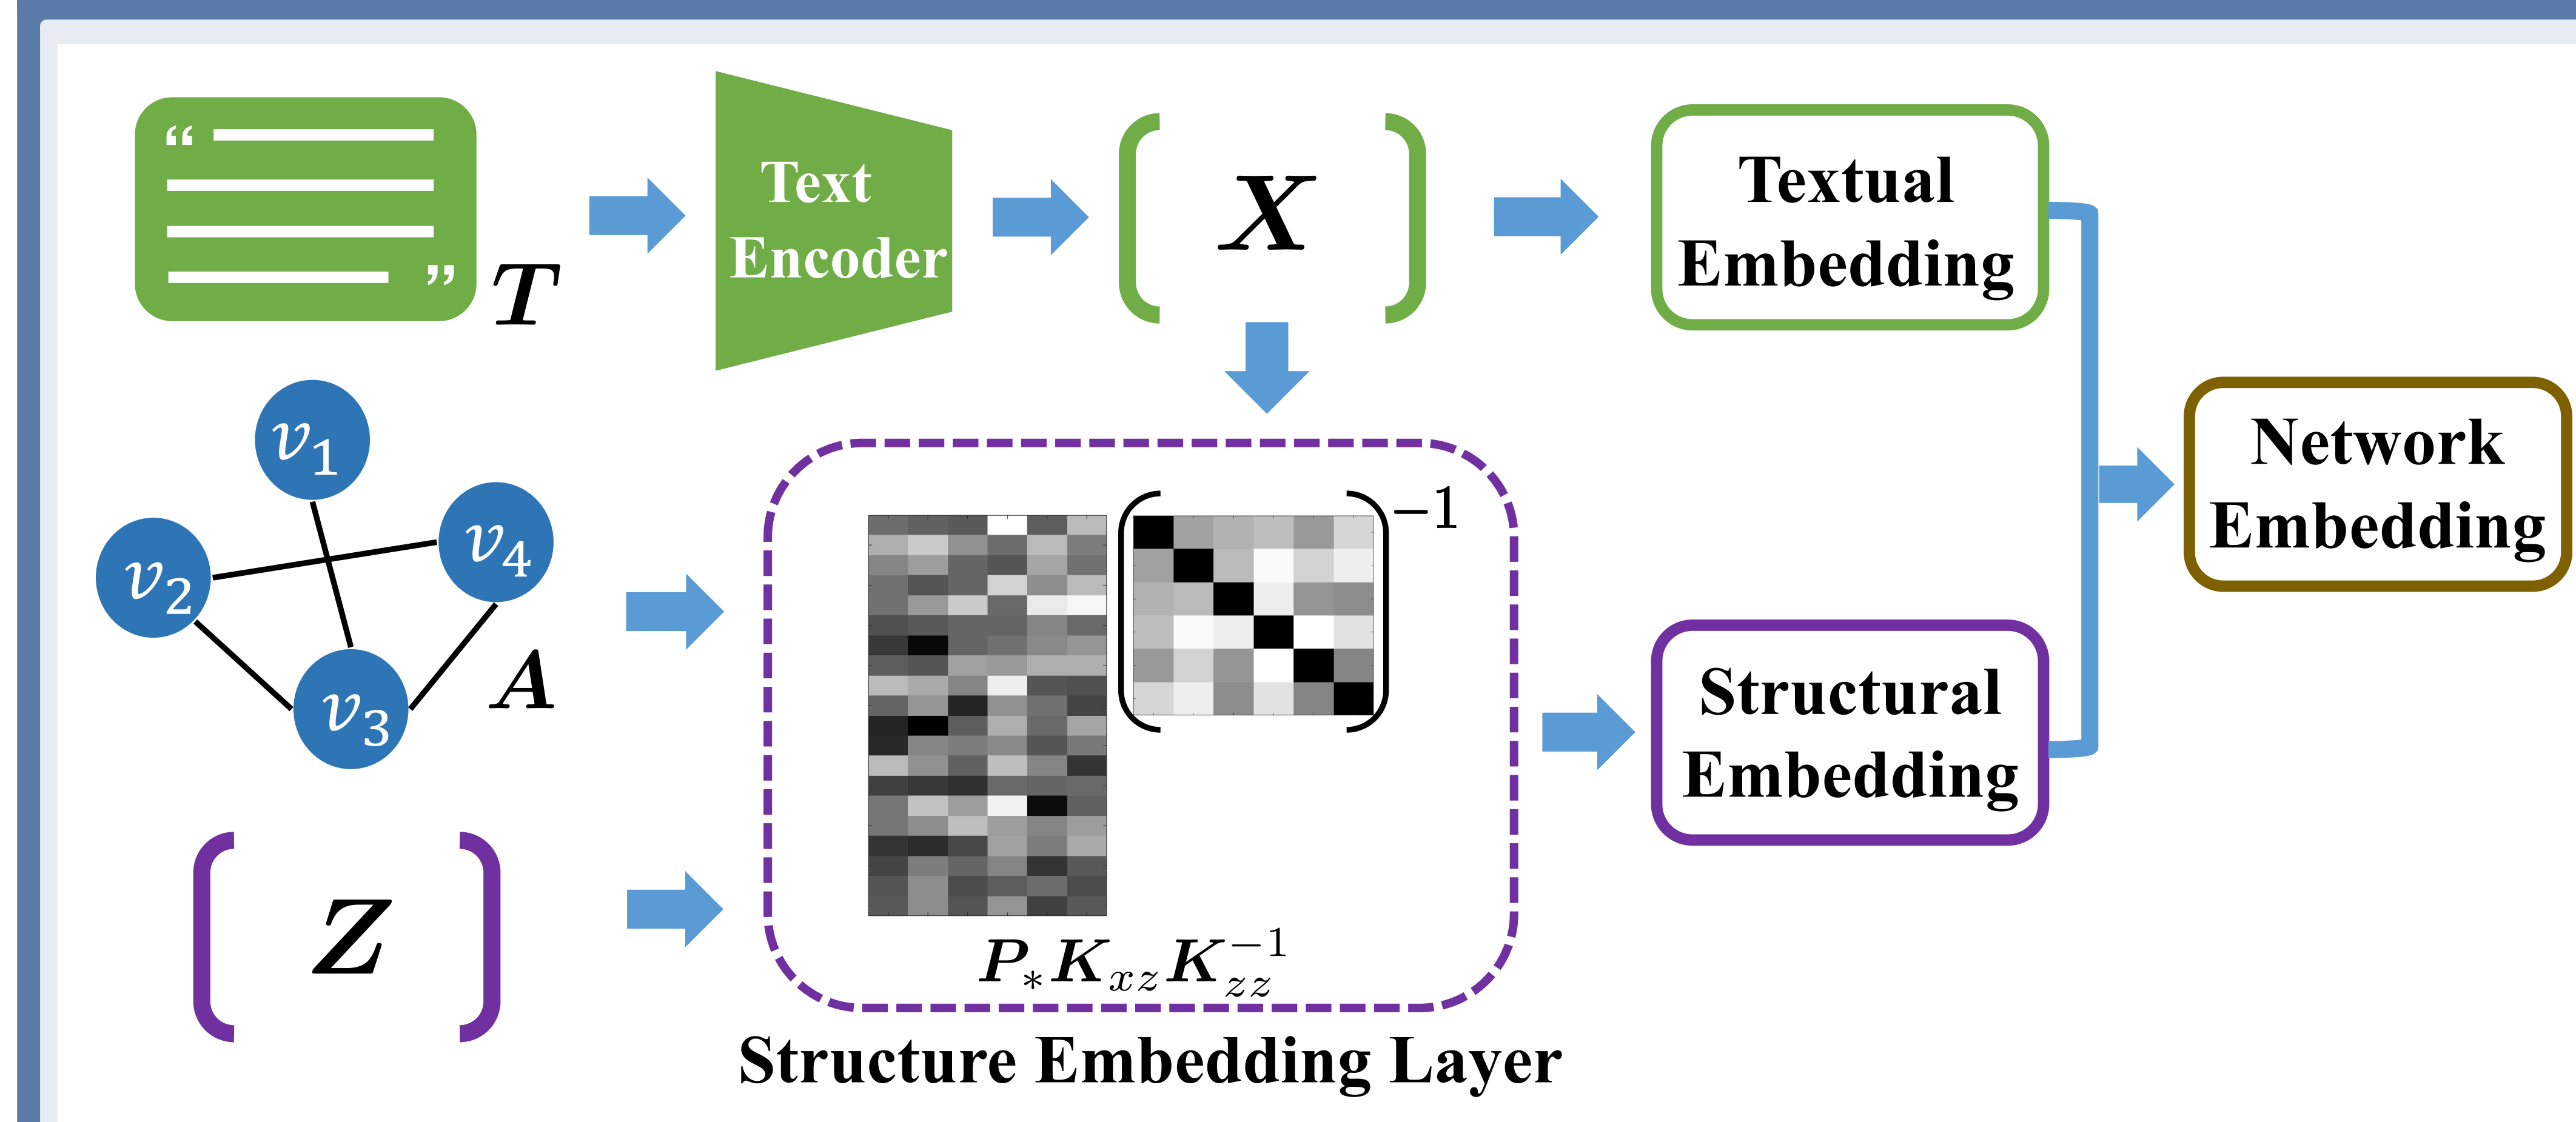 “
”
T
Text
Encoder
X
Textual
Embedding
v₁
v₂
v₄
v₃
A
−1
Network
Embedding
Structural
Embedding
Z
P∗KₓzKzz⁻¹
Structure Embedding Layer